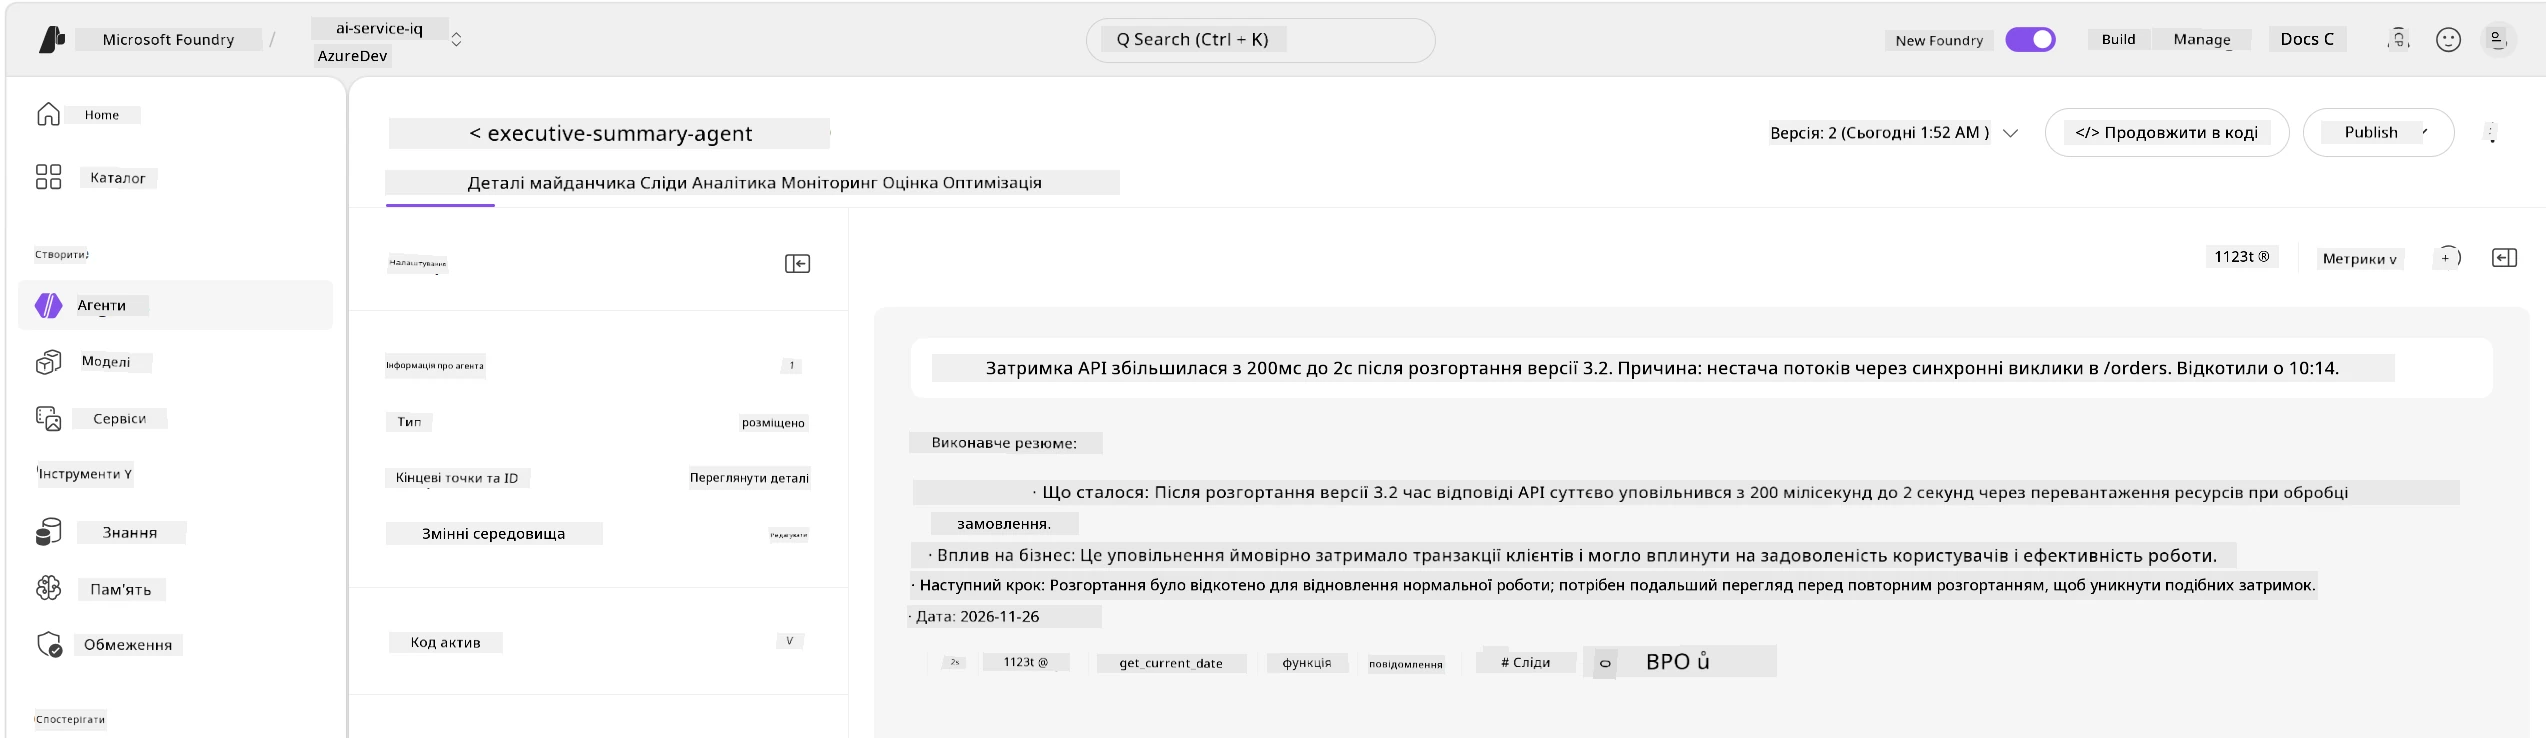 Microsoft Foundry /
ai-service-iq
AzureDev
Q Search (Ctrl + K)
New Foundry
Build
Manage
Docs C
Home
Каталог
Створити
Агенти
Моделі
Сервіси
Інструменти Y
Знання
Пам'ять
Обмеження
Спостерігати
< executive-summary-agent
Версія: 2 (Сьогодні 1:52 AM )
</> Продовжити в коді
Publish
Деталі майданчика Сліди Аналітика Моніторинг Оцінка Оптимізація
Налаштування
Інформація про агента
1
Тип
розміщено
Кінцеві точки та ID
Переглянути деталі
Змінні середовища
Редагувати
Код актив
V
1123t ®
Метрики v
+
Затримка API збільшилася з 200мс до 2с після розгортання версії 3.2. Причина: нестача потоків через синхронні виклики в /orders. Відкотили о 10:14.
Виконавче резюме:
· Що сталося: Після розгортання версії 3.2 час відповіді API суттєво уповільнився з 200 мілісекунд до 2 секунд через перевантаження ресурсів при обробці
замовлення.
· Вплив на бізнес: Це уповільнення ймовірно затримало транзакції клієнтів і могло вплинути на задоволеність користувачів і ефективність роботи.
· Наступний крок: Розгортання було відкотено для відновлення нормальної роботи; потрібен подальший перегляд перед повторним розгортанням, щоб уникнути подібних затримок.
· Дата: 2026-11-26
2s
1123t @
get_current_date
функція
повідомлення
# Сліди
ВРО ů